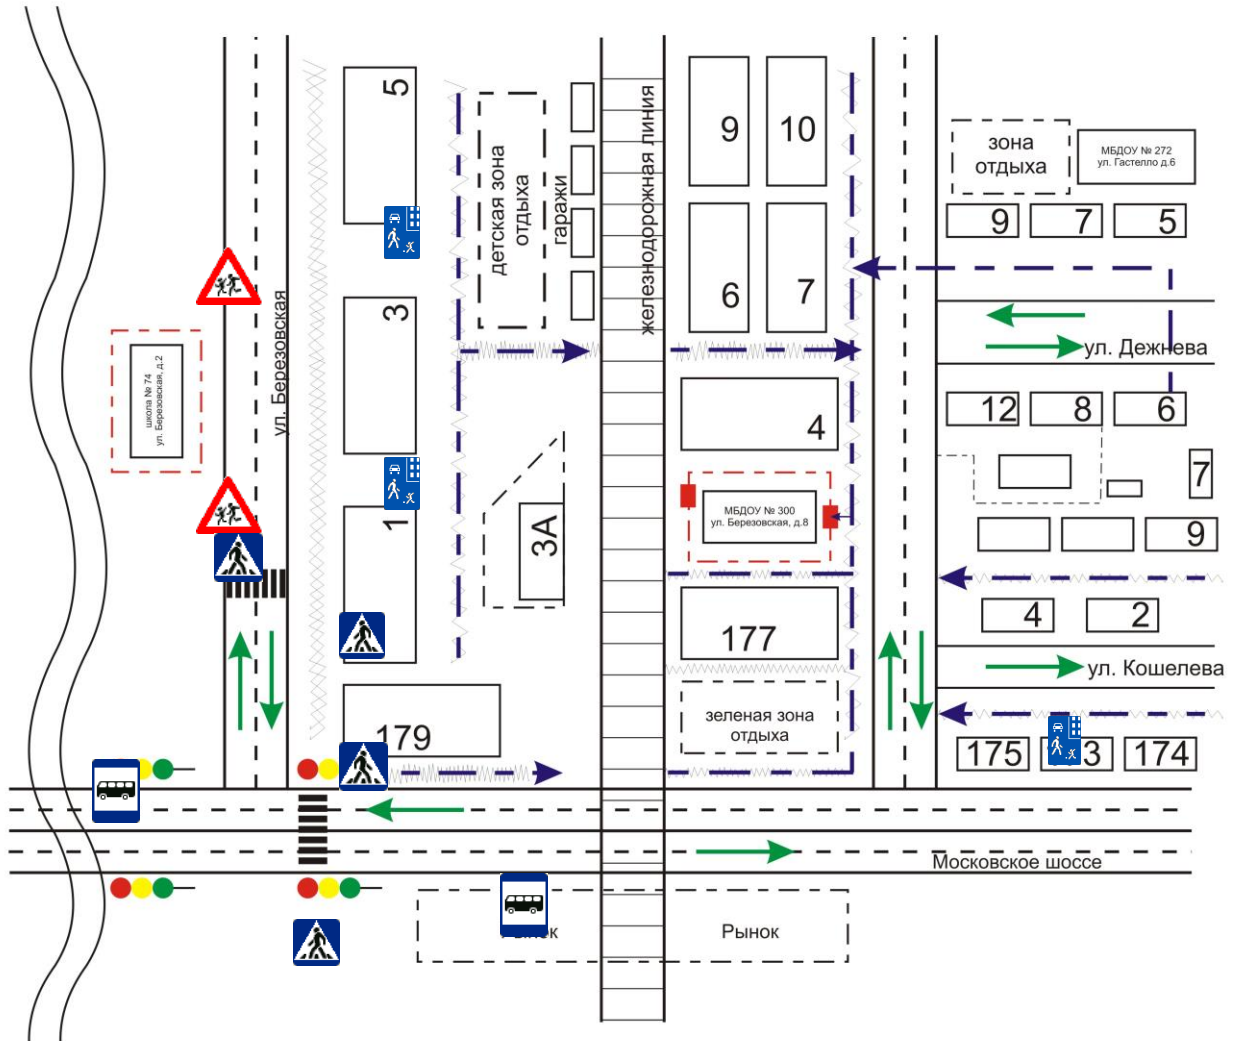 5
3
1
179
школа № 74
ул. Березовская, д.2
ул. Березовская
детская зона
отдыха
гаражи
3А
железнодорожная линия
9
10
6
7
4
МБДОУ № 300
ул. Березовская, д.8
177
зеленая зона
отдыха
зона
отдыха
МБДОУ № 272
ул. Гастелло д.6
9
7
5
ул. Дежнева
12
8
6
7
9
4
2
ул. Кошелева
175
3
174
Московское шоссе
Рынок